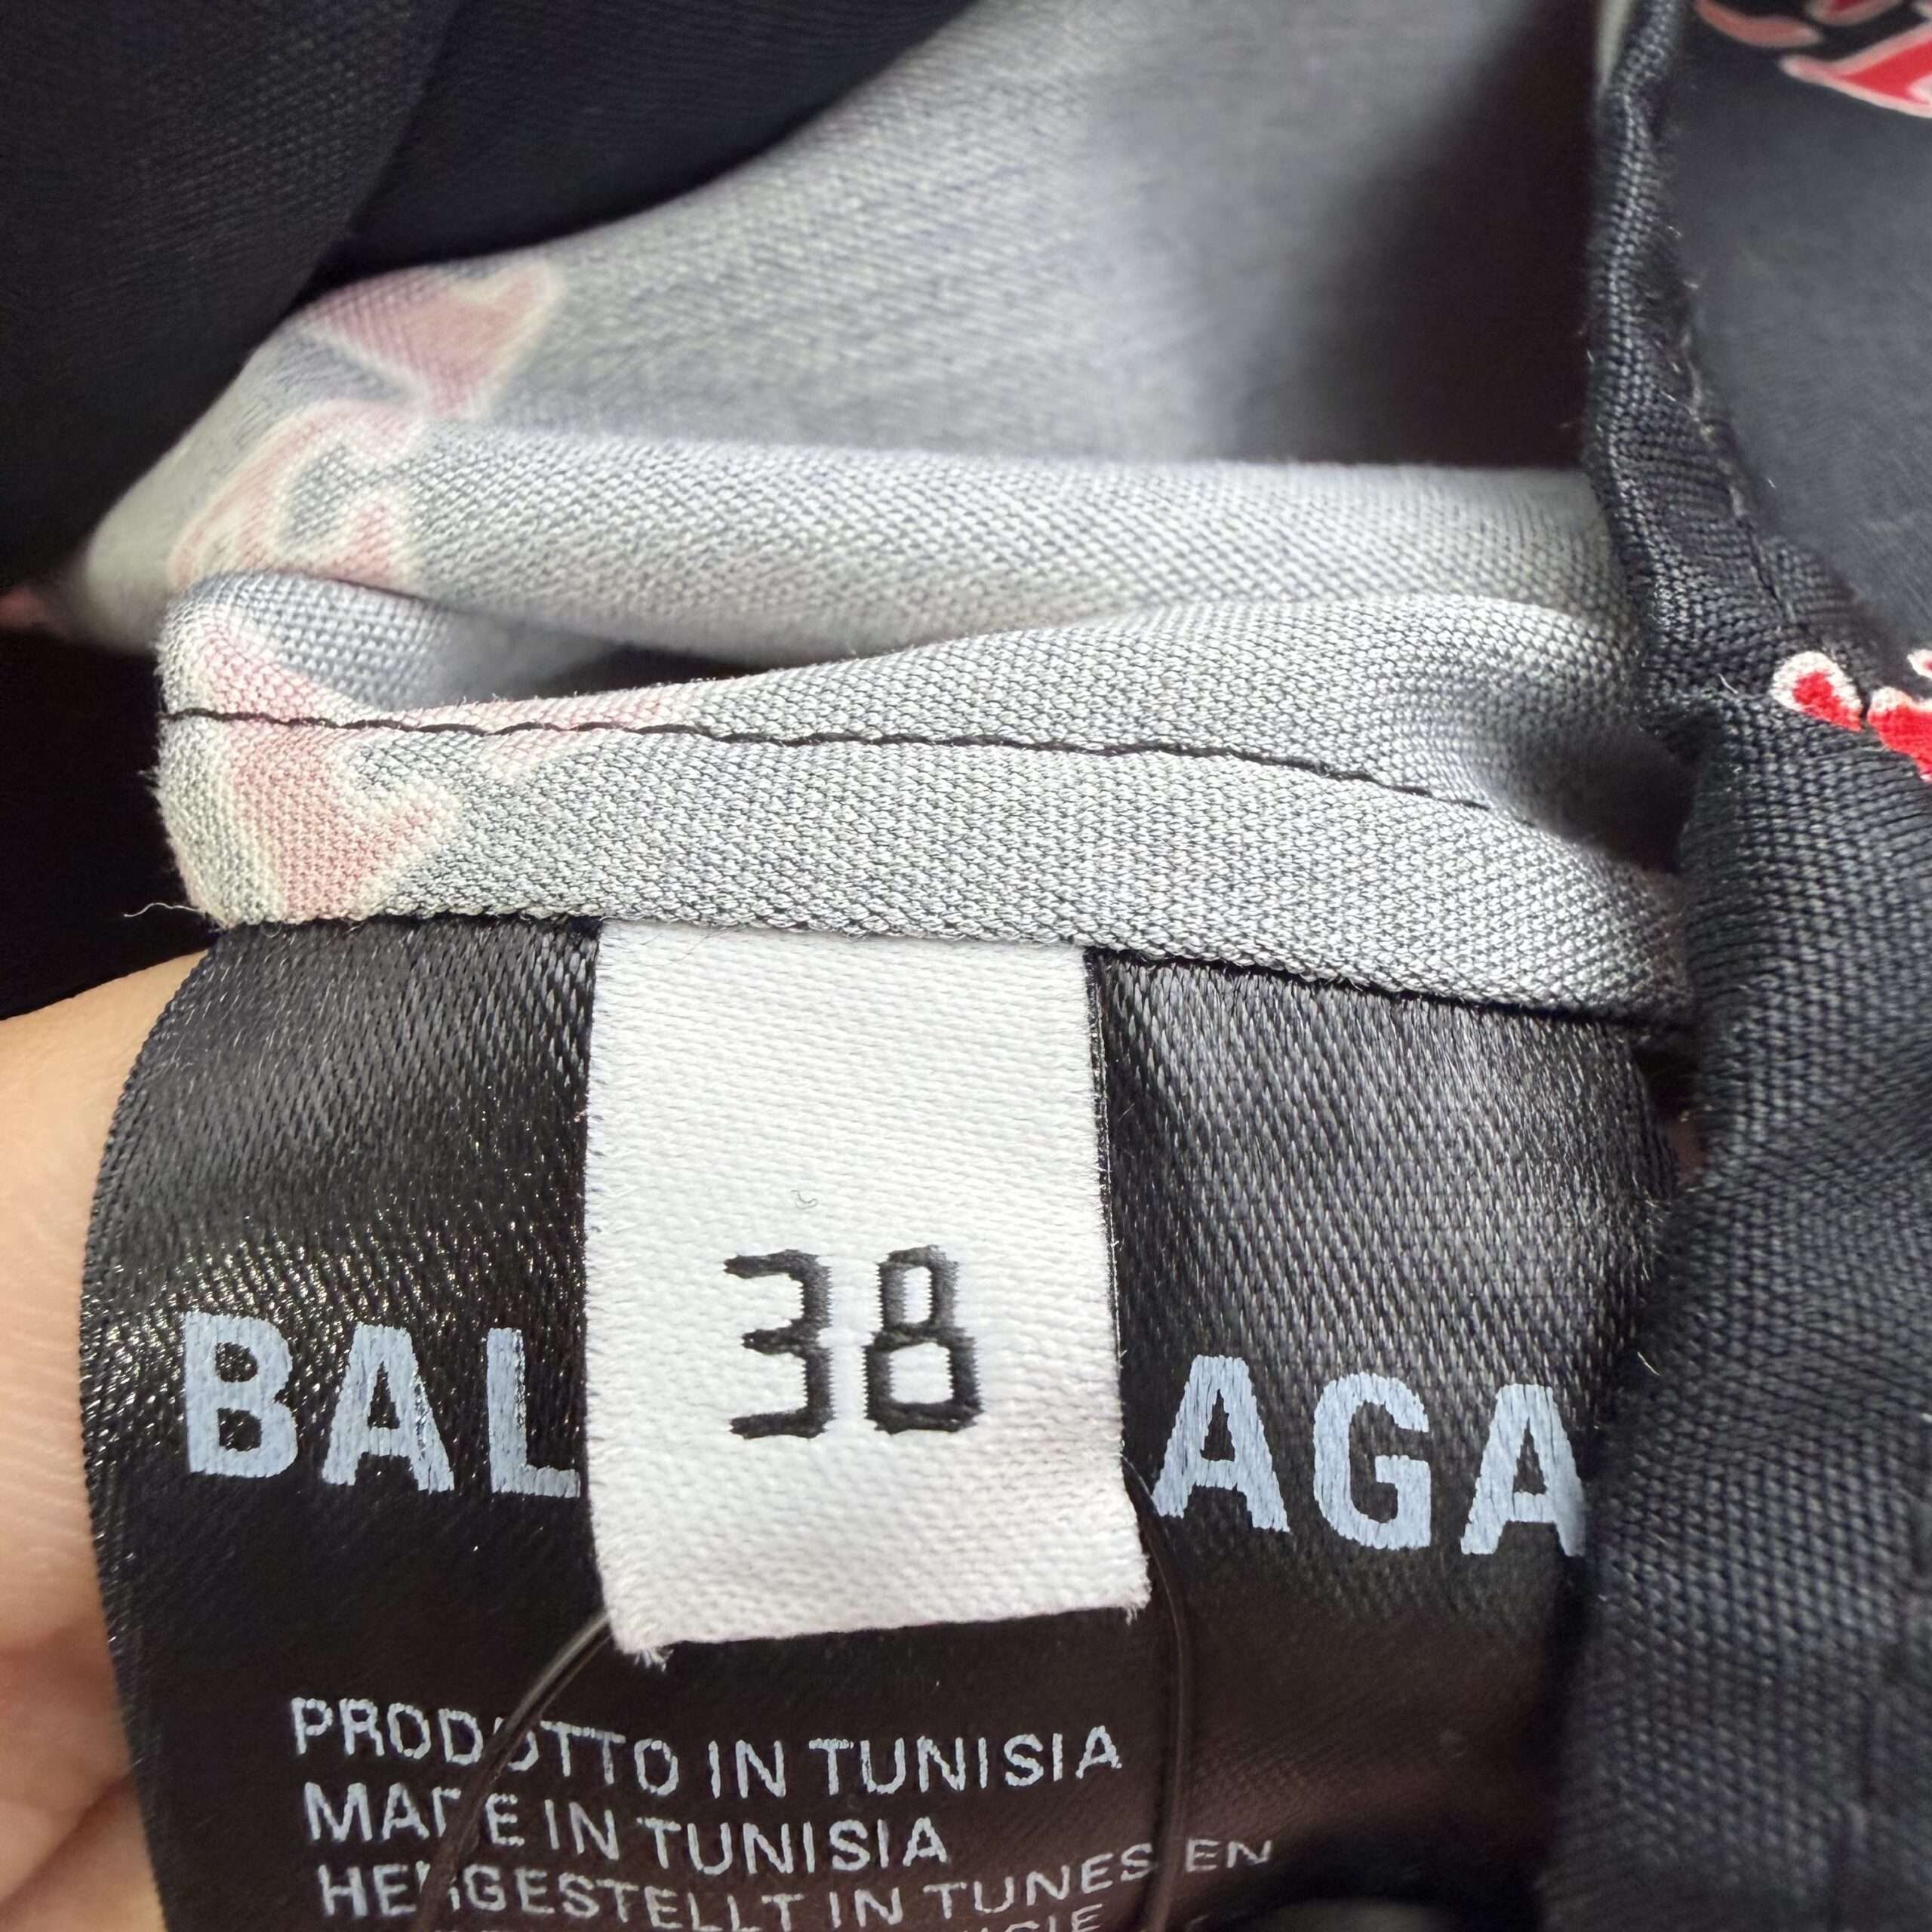 38
BAL AGA
PRODOTTO IN TUNISIA
MADE IN TUNISIA
HERGESTELLT IN TUNESIEN